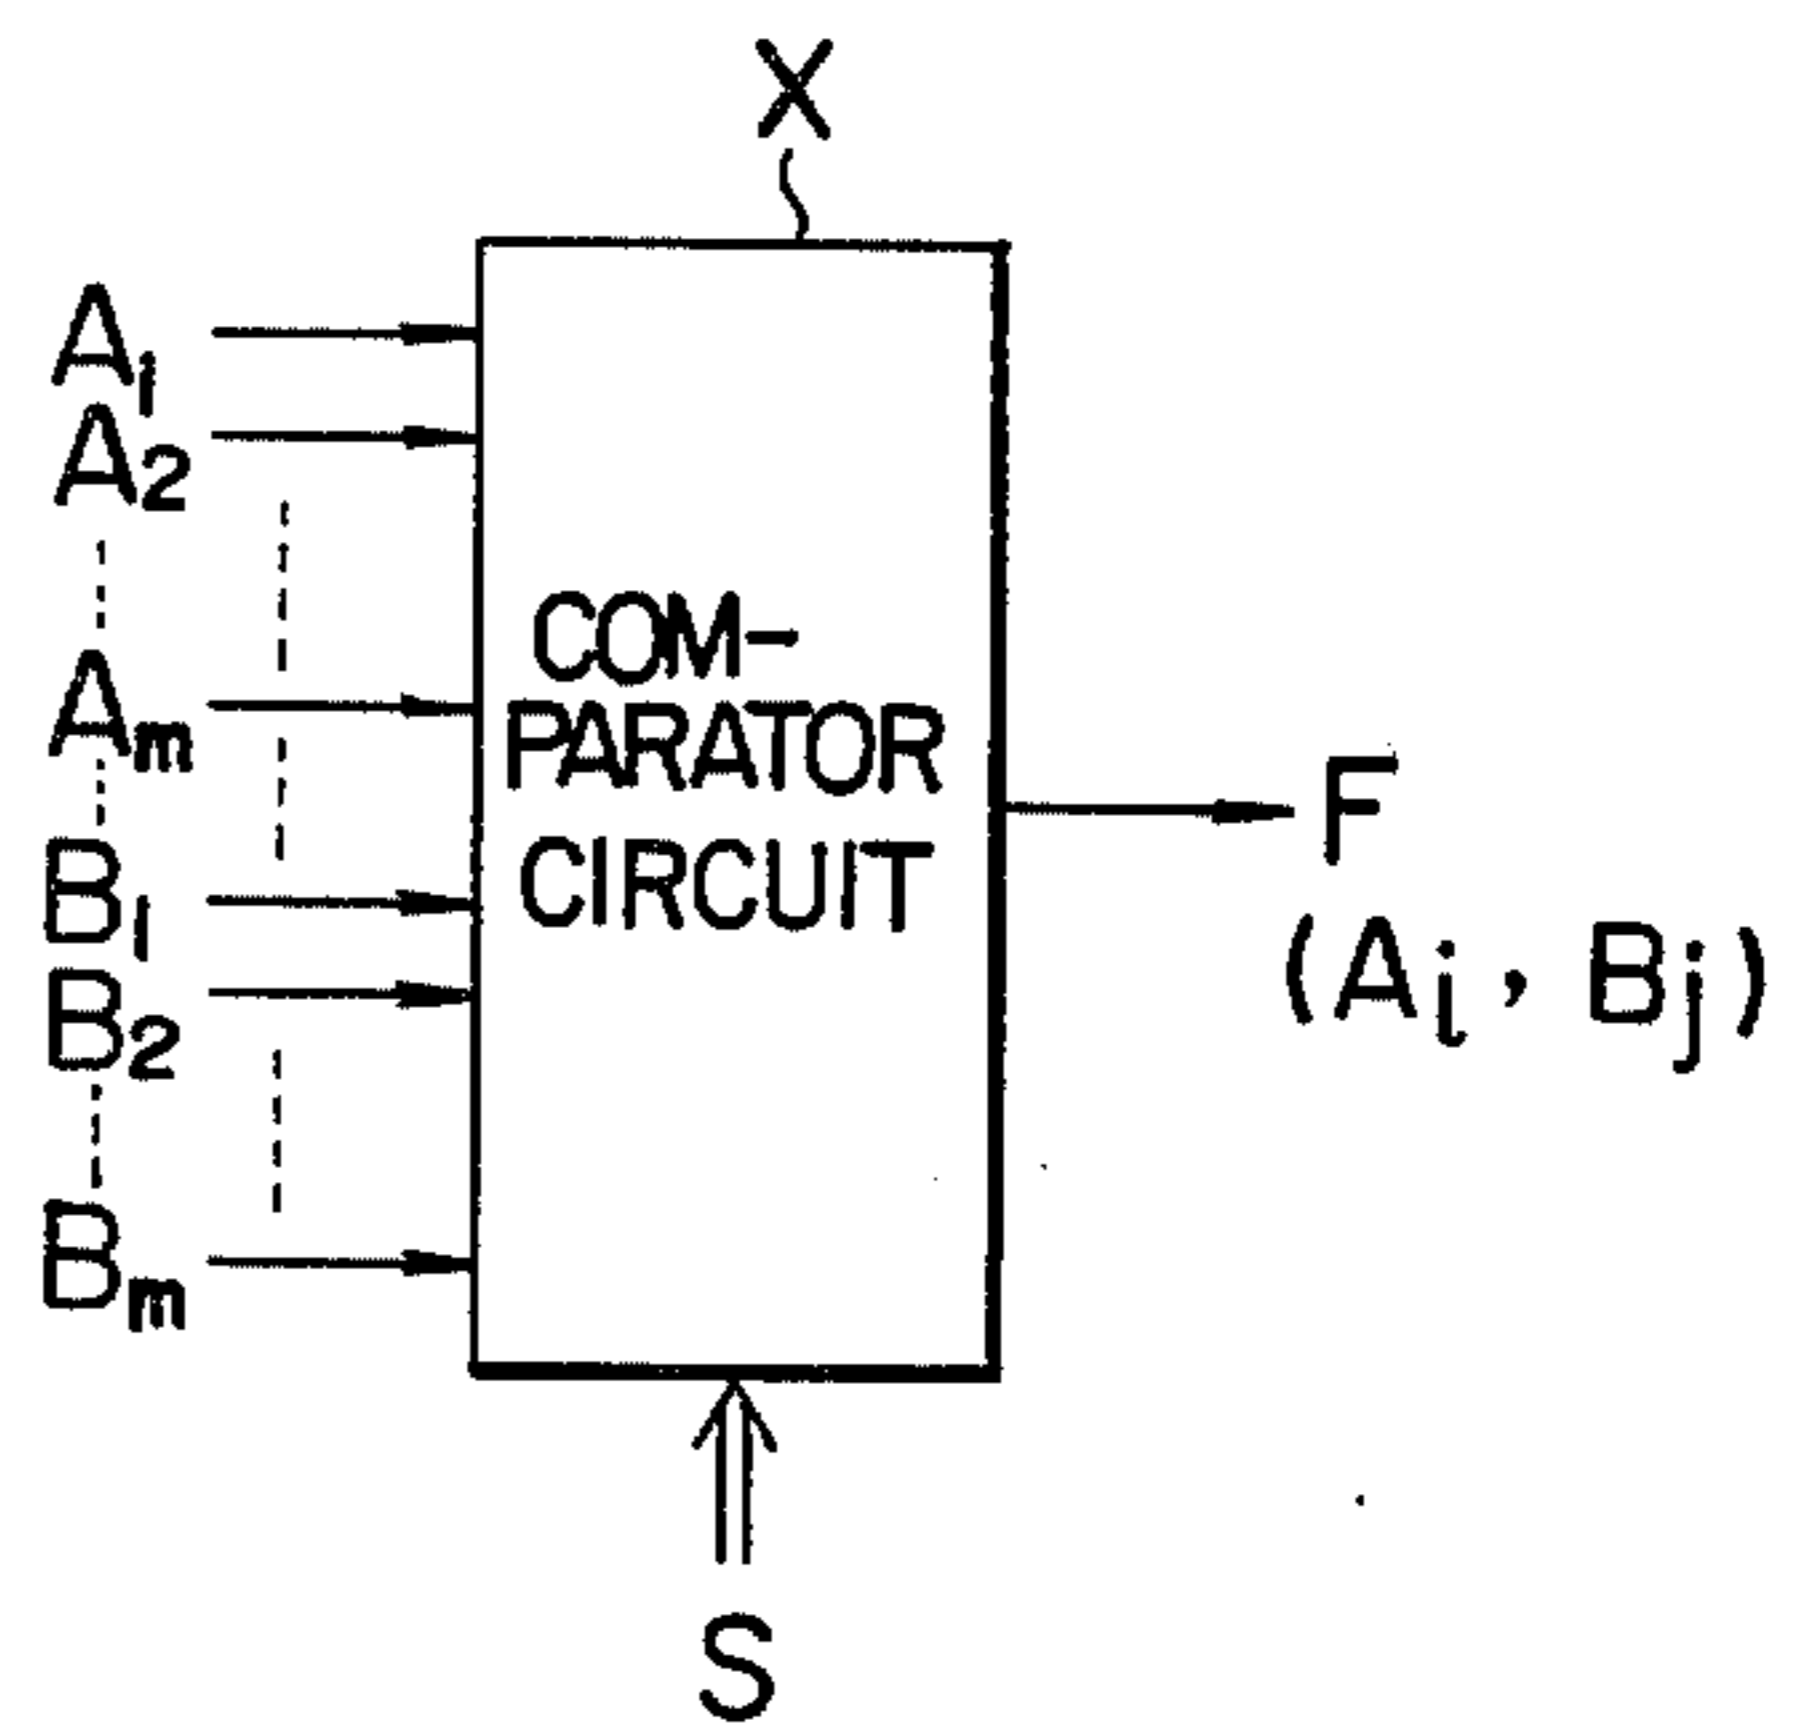 X
A1
A2
Am
B1
B2
Bm
COM-
PARATOR
CIRCUIT
F
(Ai, Bj)
S